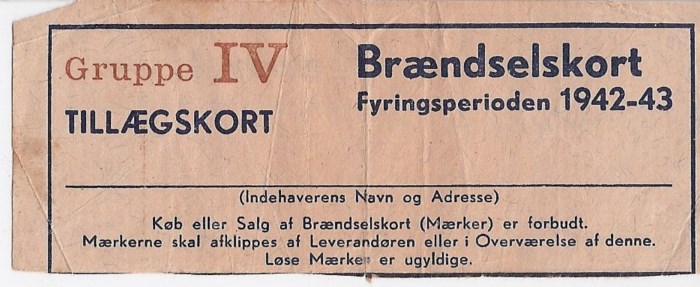 Gruppe IV
TILLÆGSKORT
Brændselskort
Fyringsperioden 1942-43
(Indehaverens Navn og Adresse)
Køb eller Salg af Brændselskort (Mærker) er forbudt.
Mærkerne skal afklippes af Leverandøren eller i Overværelse af denne.
Løse Mærker er ugyldige.